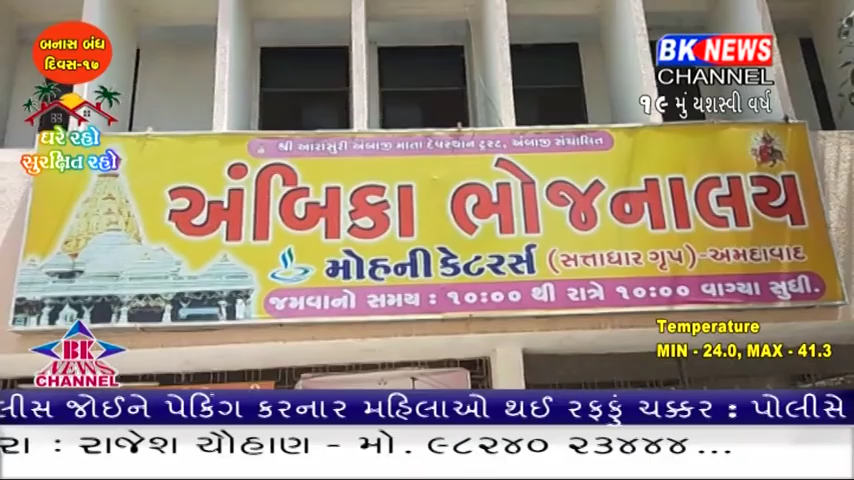 બનાસ બંધ
દિવસ-૧૭
ઘરે રહો
સુરક્ષિત રહો
BK NEWS
CHANNEL
૧૯ મું યશસ્વી વર્ષ
શ્રી આરાસુરી અંબાજી માતા દેવસ્થાન ટ્રસ્ટ, અંબાજી સંચાલિત
અંબિકા ભોજનાલય
મોહની કેટરર્સ (સત્તાધાર ગૃપ)-અમદાવાદ
જમવાનો સમય : ૧૦:૦૦ થી રાત્રે ૧૦:૦૦ વાગ્યા સુધી.
Temperature
MIN - 24.0, MAX - 41.3
BK
NEWS
CHANNEL
લીસ જોઈને પેકિંગ કરનાર મહિલાઓ થઈ રફફું ચક્કર : પોલીસે
રા : રાજેશ ચૌહાણ - મો. ૯૮૨૪૦ ૨૩૪૪૪...